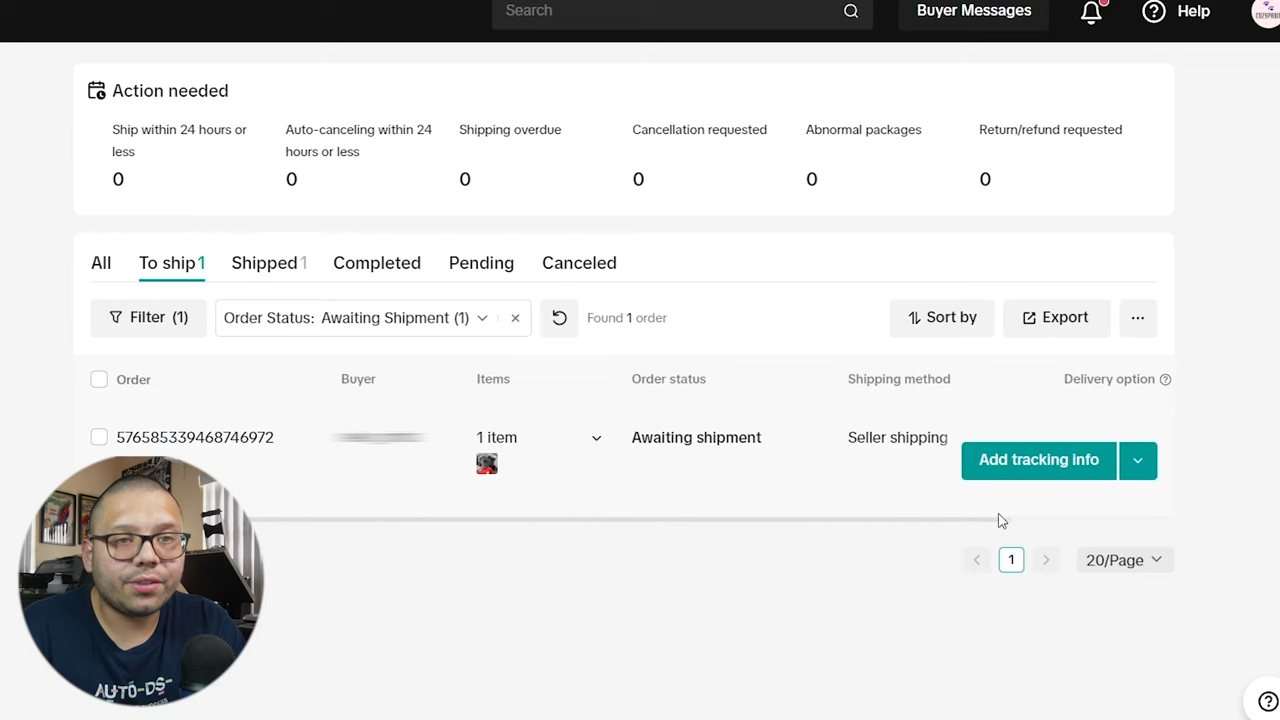 Search
Buyer Messages
Help
Action needed
Ship within 24 hours or less
0
Auto-canceling within 24 hours or less
0
Shipping overdue
0
Cancellation requested
0
Abnormal packages
0
Return/refund requested
0
All
To ship 1
Shipped 1
Completed
Pending
Canceled
Filter (1)
Order Status: Awaiting Shipment (1)
Found 1 order
Sort by
Export
Order
Buyer
Items
Order status
Shipping method
Delivery option
576585339468746972
1 item
Awaiting shipment
Seller shipping
Add tracking info
1
20/Page
AUTO-DS